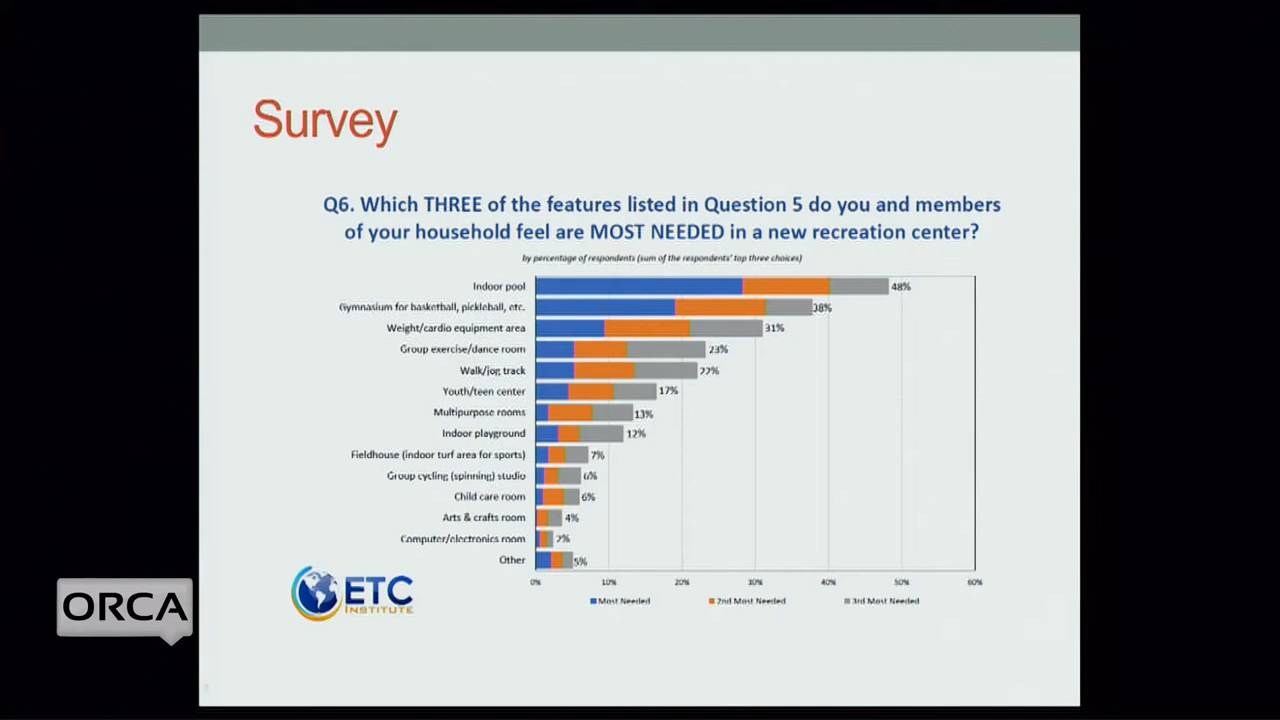 Survey
Q6. Which THREE of the features listed in Question 5 do you and members
of your household feel are MOST NEEDED in a new recreation center?
by percentage of respondents (sum of the respondents' top three choices)
Indoor pool 48%
Gymnasium for basketball, pickleball, etc. 38%
Weight/cardio equipment area 31%
Group exercise/dance room 23%
Walk/jog track 22%
Youth/teen center 17%
Multipurpose rooms 13%
Indoor playground 12%
Fieldhouse (indoor turf area for sports) 7%
Group cycling (spinning) studio 6%
Child care room 6%
Arts & crafts room 4%
Computer/electronics room 2%
Other 5%
0% 10% 20% 30% 40% 50% 60%
Most Needed 2nd Most Needed 3rd Most Needed
ETC
INSTITUTE
ORCA